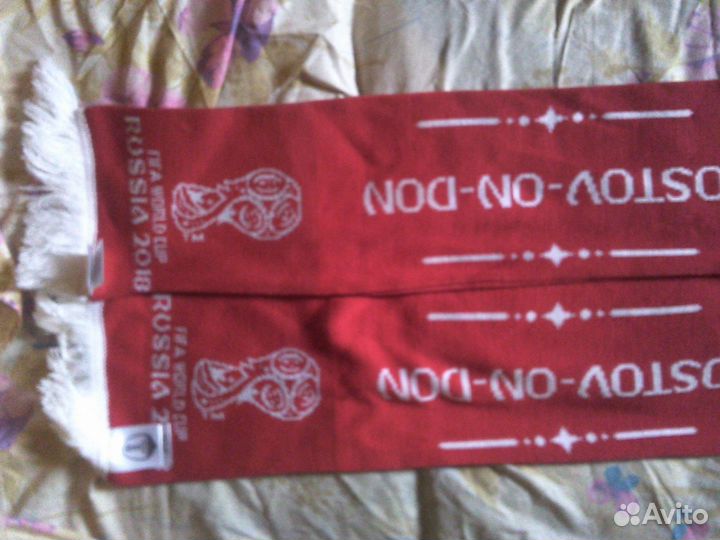 FIFA WORLD CUP
RUSSIA 2018
OSTOV-ON-DON
FIFA WORLD CUP
RUSSIA 2
OSTOV-ON-DON
Avito